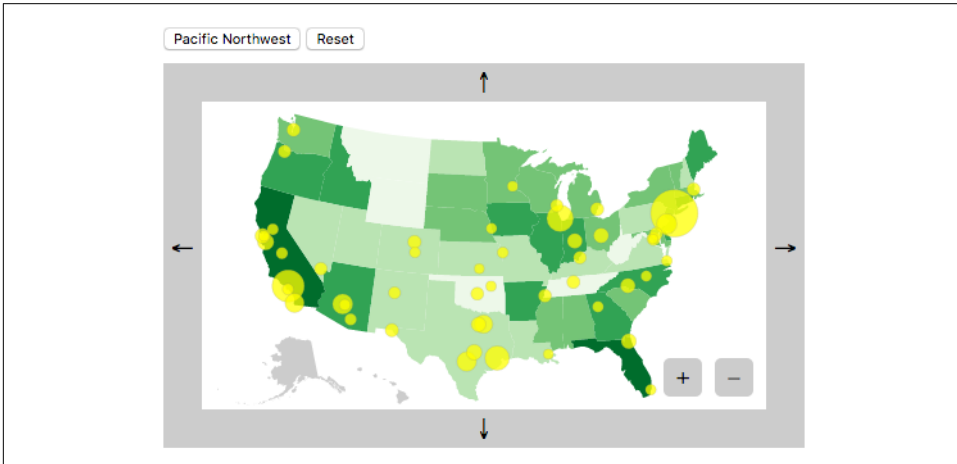 Pacific Northwest Reset
↑
← →
+ −
↓